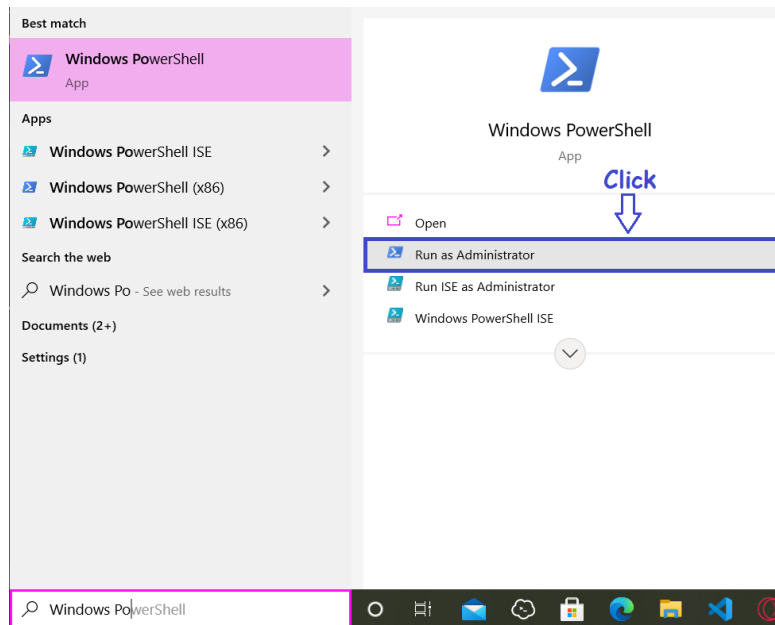 Best match
Windows PowerShell
App
Apps
Windows PowerShell ISE
Windows PowerShell (x86)
Windows PowerShell ISE (x86)
Search the web
Windows Po - See web results
Documents (2+)
Settings (1)
Windows PowerShell
App
Click
Open
Run as Administrator
Run ISE as Administrator
Windows PowerShell ISE
Windows PowerShell